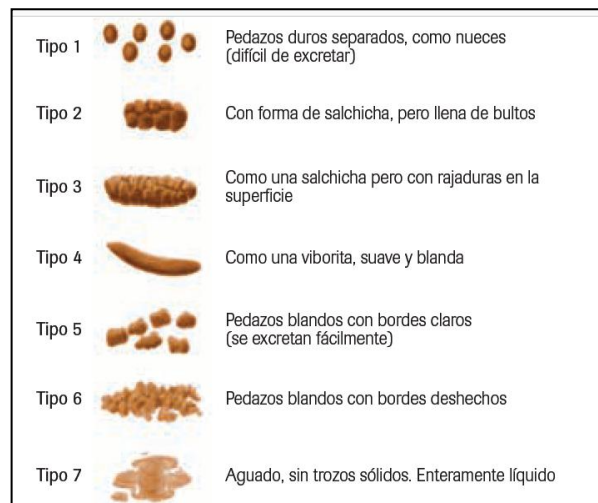 Tipo 1
Pedazos duros separados, como nueces
(difícil de excretar)
Tipo 2
Con forma de salchicha, pero llena de bultos
Tipo 3
Como una salchicha pero con rajaduras en la
superficie
Tipo 4
Como una viborita, suave y blanda
Tipo 5
Pedazos blandos con bordes claros
(se excretan fácilmente)
Tipo 6
Pedazos blandos con bordes deshechos
Tipo 7
Aguado, sin trozos sólidos. Enteramente líquido